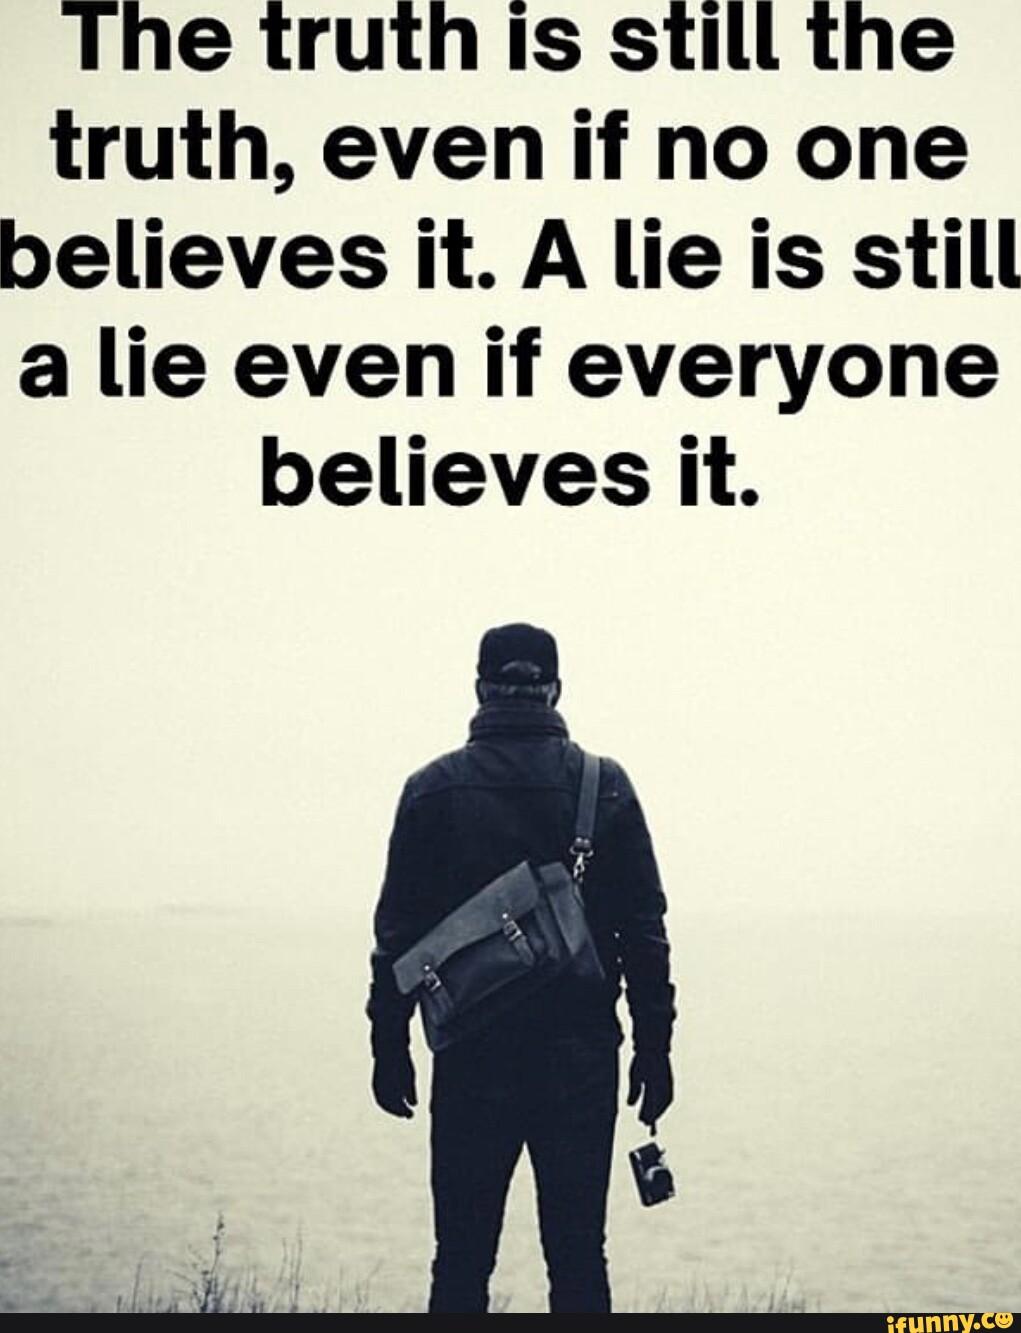 The truth is still the
truth, even if no one
believes it. A lie is still
a lie even if everyone
believes it.
ifunny.co